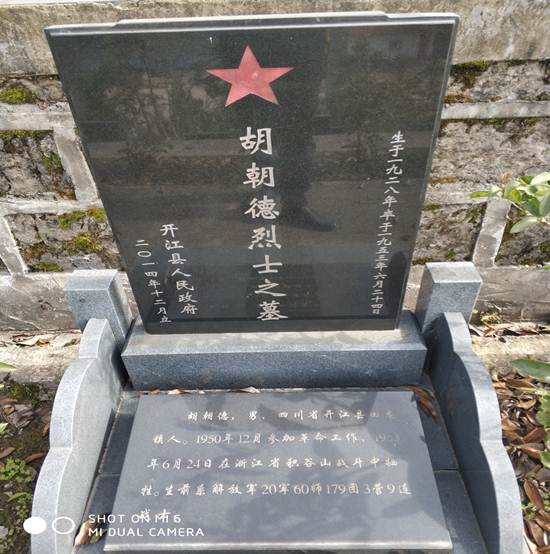 生于一九二八年卒于一九五三年六月二十四日
胡朝德烈士之墓
开江县人民政府
二〇一四年十二月立
胡朝德，男，四川省开江县
镇人。1950年12月参加革命工作，1953
年6月24日在浙江省积谷山战斗中牺
牲。生前系解放军20军60师179团3营9连
战士
SHOT ON MI 6
MI DUAL CAMERA